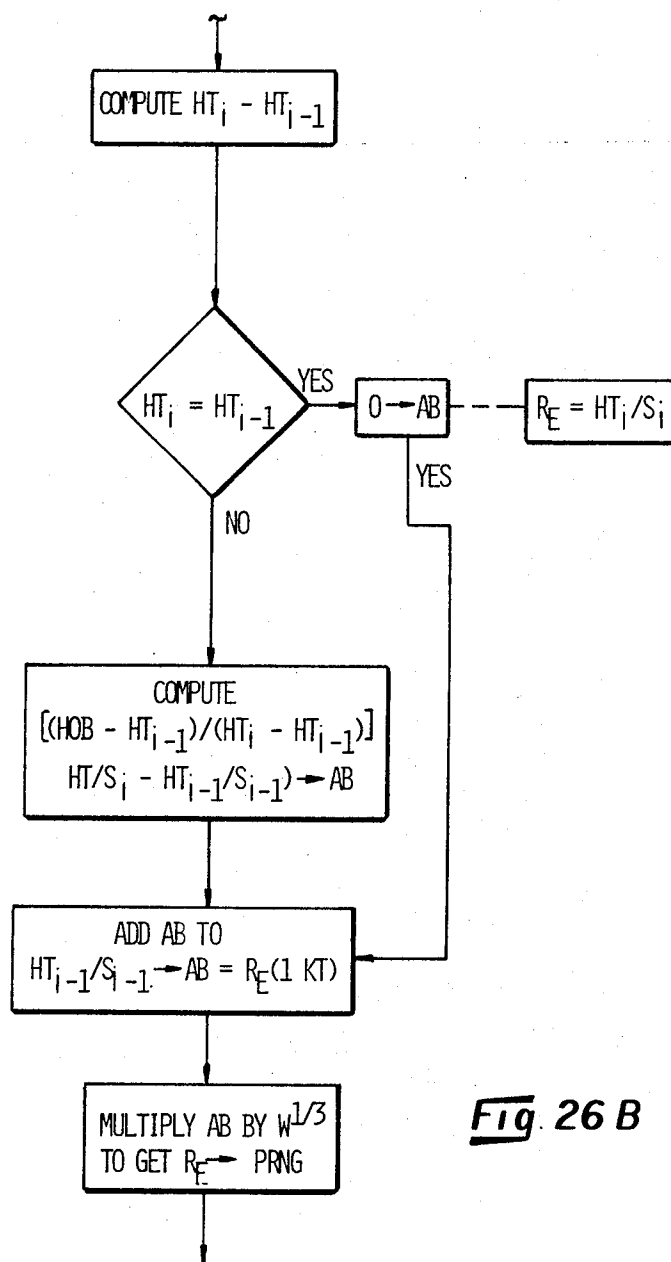 COMPUTE HTi - HTi-1
HTi = HTi-1
YES
0 → AB
RE = HTi/Si
YES
NO
COMPUTE
[(HOB - HTi-1)/(HTi - HTi-1)]
HT/Si - HTi-1/Si-1) → AB
ADD AB TO
HTi-1/Si-1. → AB = RE(1 KT)
MULTIPLY AB BY W1/3
TO GET RE → PRNG
Fig. 26 B